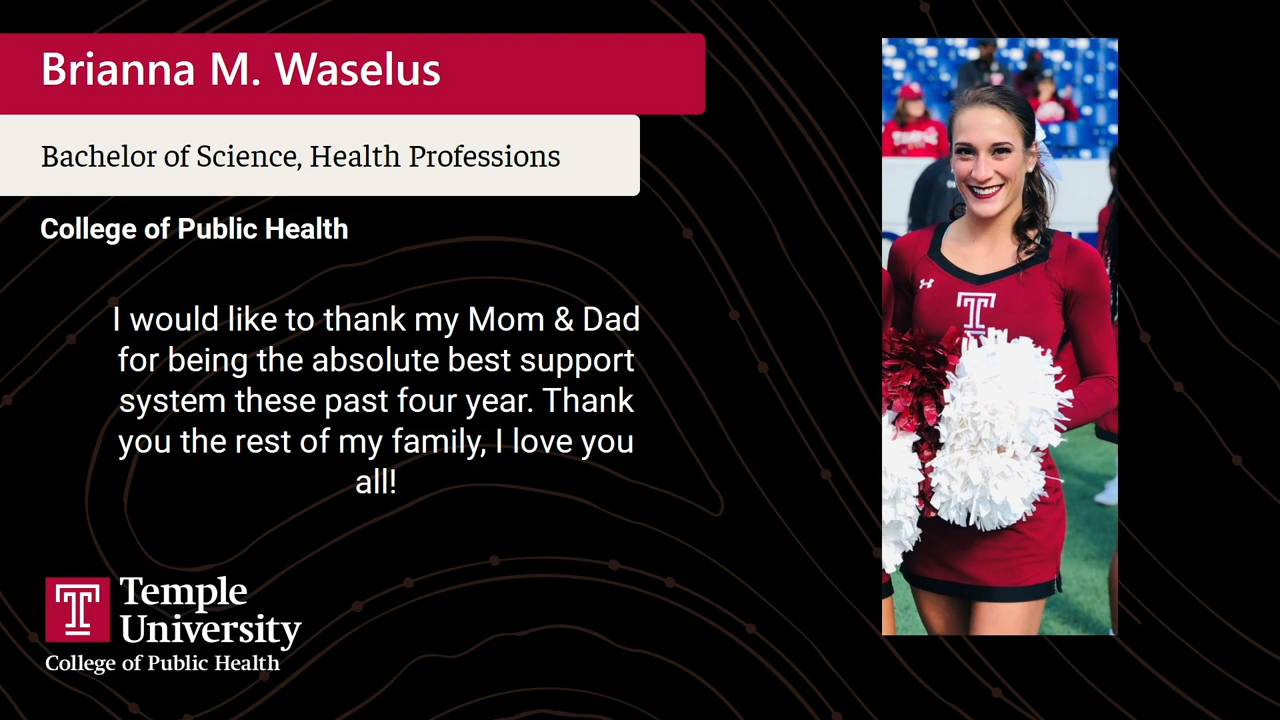 Brianna M. Waselus
Bachelor of Science, Health Professions
College of Public Health
I would like to thank my Mom & Dad
for being the absolute best support
system these past four year. Thank
you the rest of my family, I love you
all!
T
T
Temple
University
College of Public Health